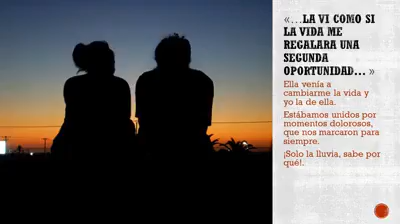 «...LA VI COMO SI
LA VIDA ME
REGALARA UNA
SEGUNDA
OPORTUNIDAD... »
Ella venía a
cambiarme la vida y
yo la de ella.
Estábamos unidos por
momentos dolorosos,
que nos marcaron para
siempre.
¡Solo la lluvia, sabe por
qué!.